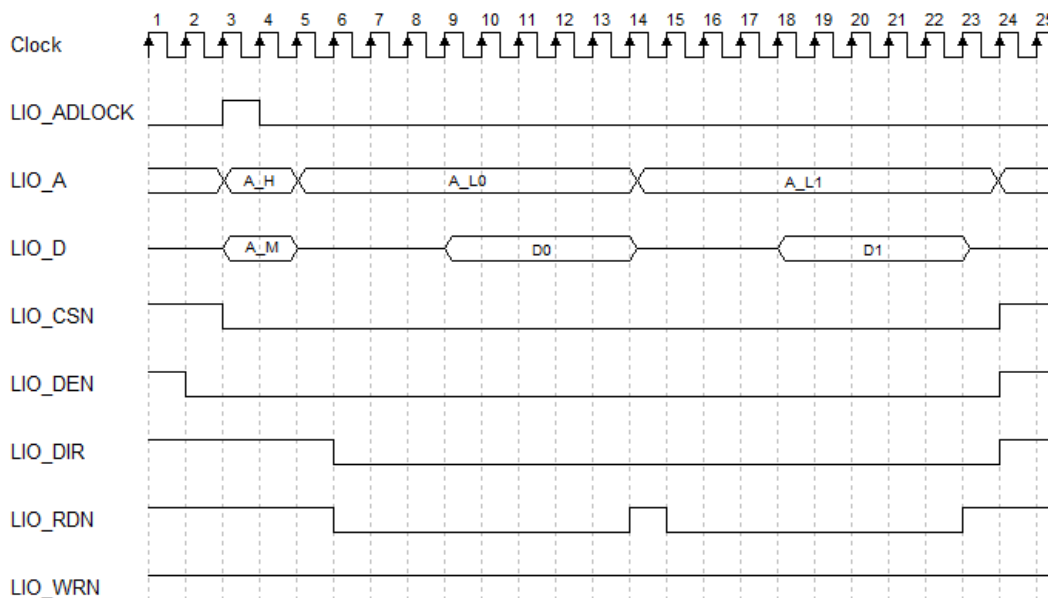 1 2 3 4 5 6 7 8 9 10 11 12 13 14 15 16 17 18 19 20 21 22 23 24 25
Clock
LIO_ADLOCK
LIO_A A_H A_L0 A_L1
LIO_D A_M D0 D1
LIO_CSN
LIO_DEN
LIO_DIR
LIO_RDN
LIO_WRN